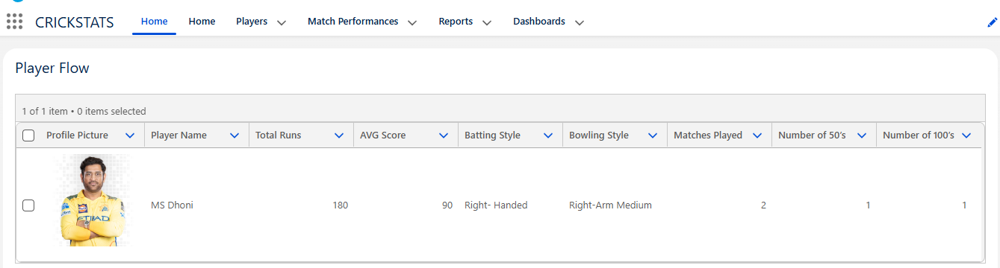 CRICKSTATS Home Home Players Match Performances Reports Dashboards
Player Flow
1 of 1 item • 0 items selected
Profile Picture Player Name Total Runs AVG Score Batting Style Bowling Style Matches Played Number of 50's Number of 100's
MS Dhoni 180 90 Right- Handed Right-Arm Medium 2 1 1
ETIHAD